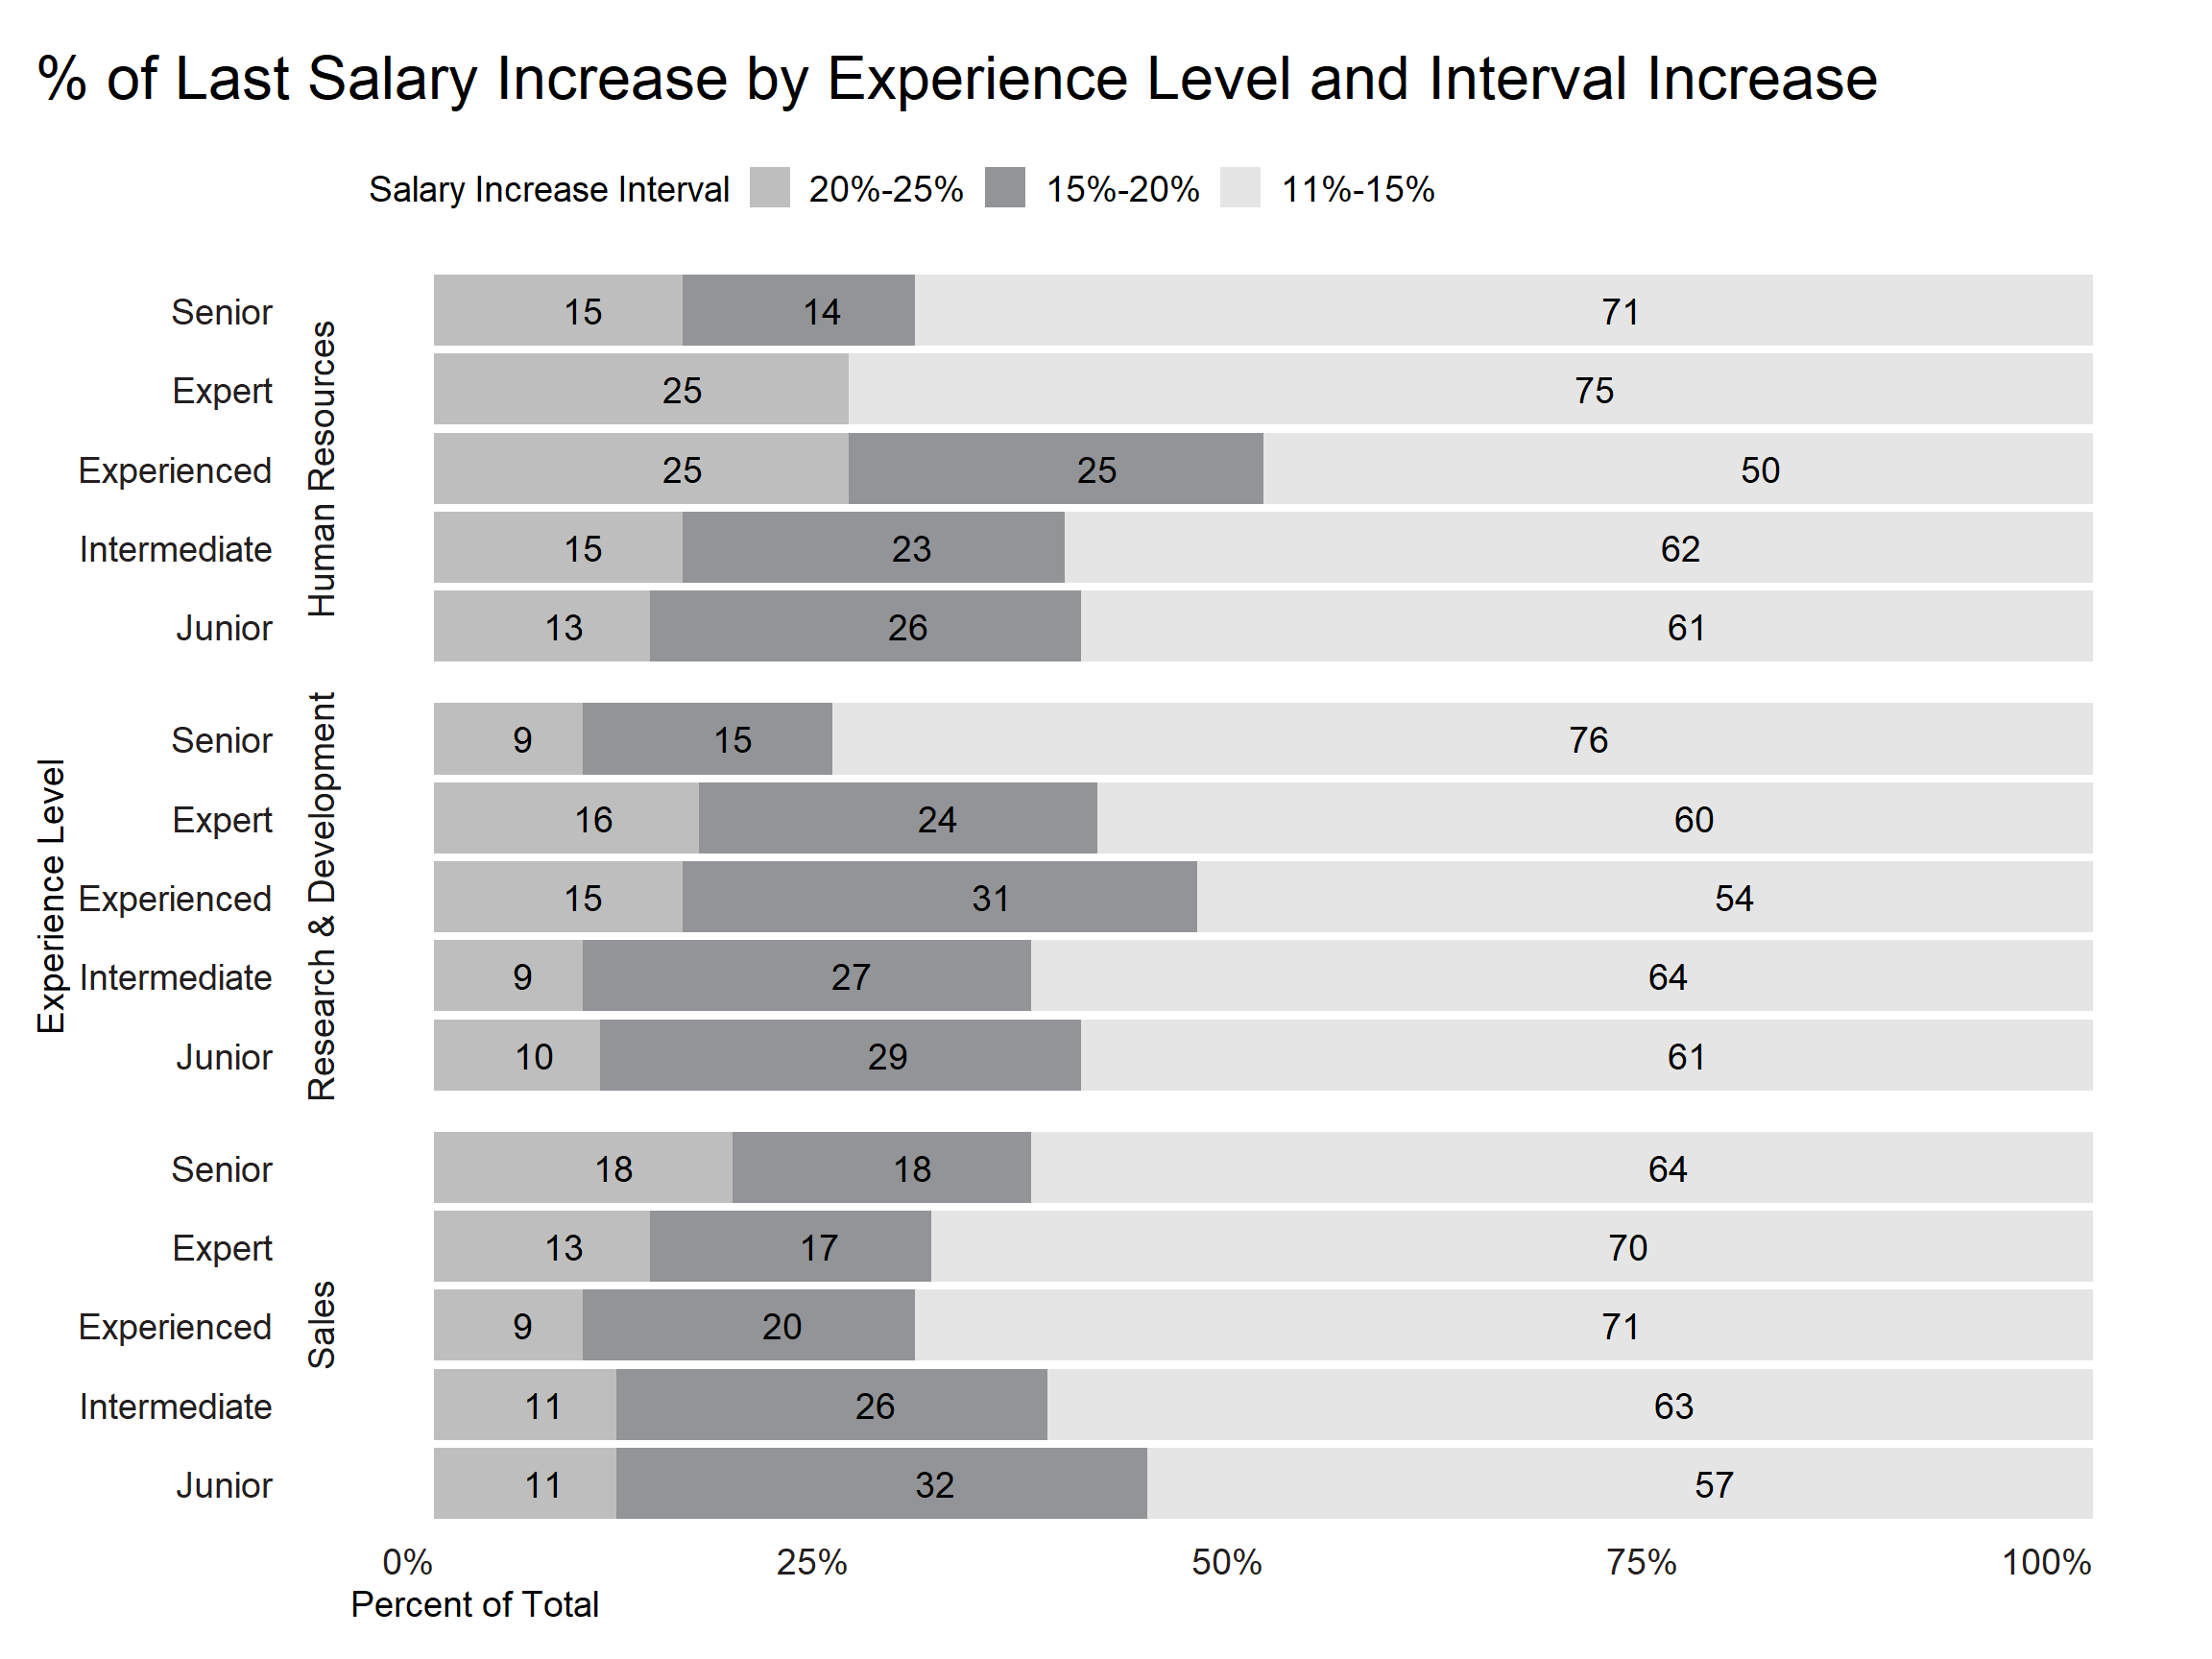 % of Last Salary Increase by Experience Level and Interval Increase
Salary Increase Interval 20%-25% 15%-20% 11%-15%
Experience Level
Human Resources
Senior 15 14 71
Expert 25 75
Experienced 25 25 50
Intermediate 15 23 62
Junior 13 26 61
Research & Development
Senior 9 15 76
Expert 16 24 60
Experienced 15 31 54
Intermediate 9 27 64
Junior 10 29 61
Sales
Senior 18 18 64
Expert 13 17 70
Experienced 9 20 71
Intermediate 11 26 63
Junior 11 32 57
0% 25% 50% 75% 100%
Percent of Total